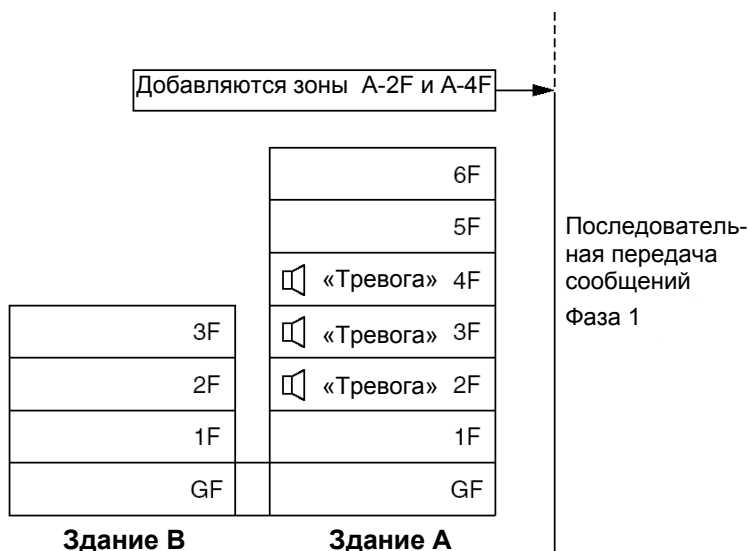 Добавляются зоны А-2F и А-4F
6F
5F
«Тревога» 4F
«Тревога» 3F
«Тревога» 2F
1F
GF
3F
2F
1F
GF
Здание В
Здание А
Последователь-
ная передача
сообщений
Фаза 1